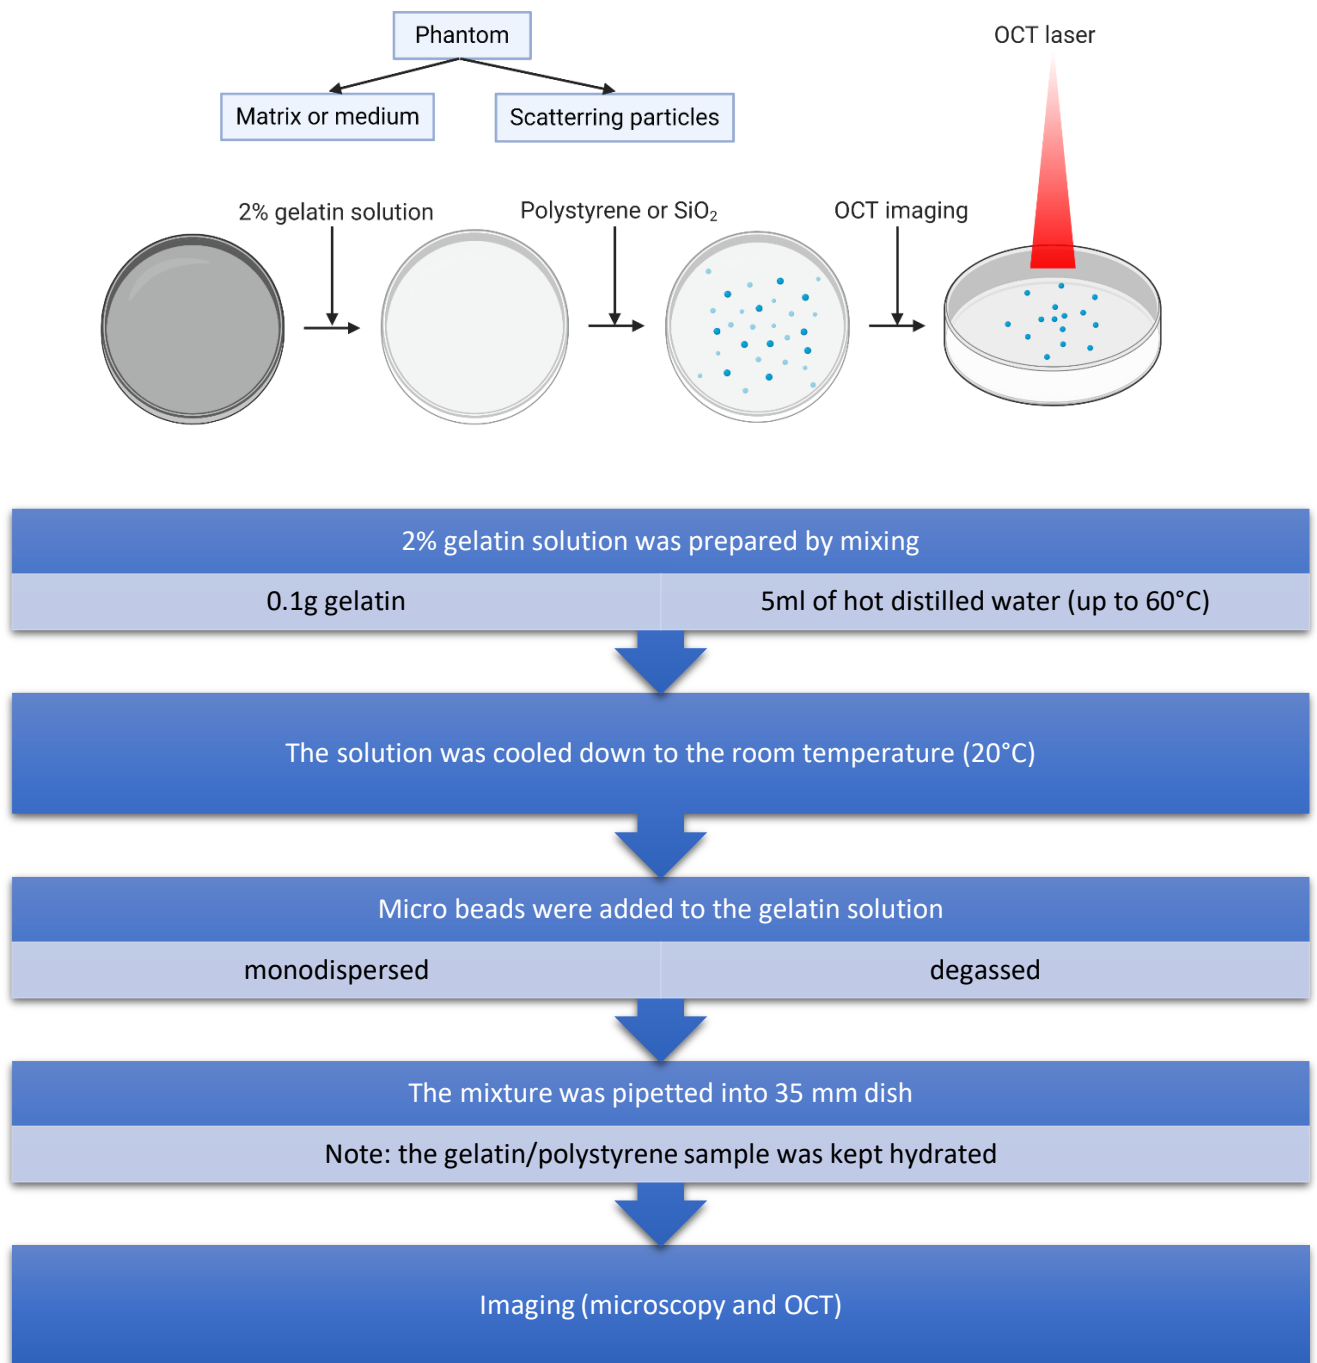 Phantom
OCT laser
Matrix or medium
Scatterring particles
2% gelatin solution
Polystyrene or SiO₂
OCT imaging
2% gelatin solution was prepared by mixing
0.1g gelatin
5ml of hot distilled water (up to 60°C)
The solution was cooled down to the room temperature (20°C)
Micro beads were added to the gelatin solution
monodispersed
degassed
The mixture was pipetted into 35 mm dish
Note: the gelatin/polystyrene sample was kept hydrated
Imaging (microscopy and OCT)